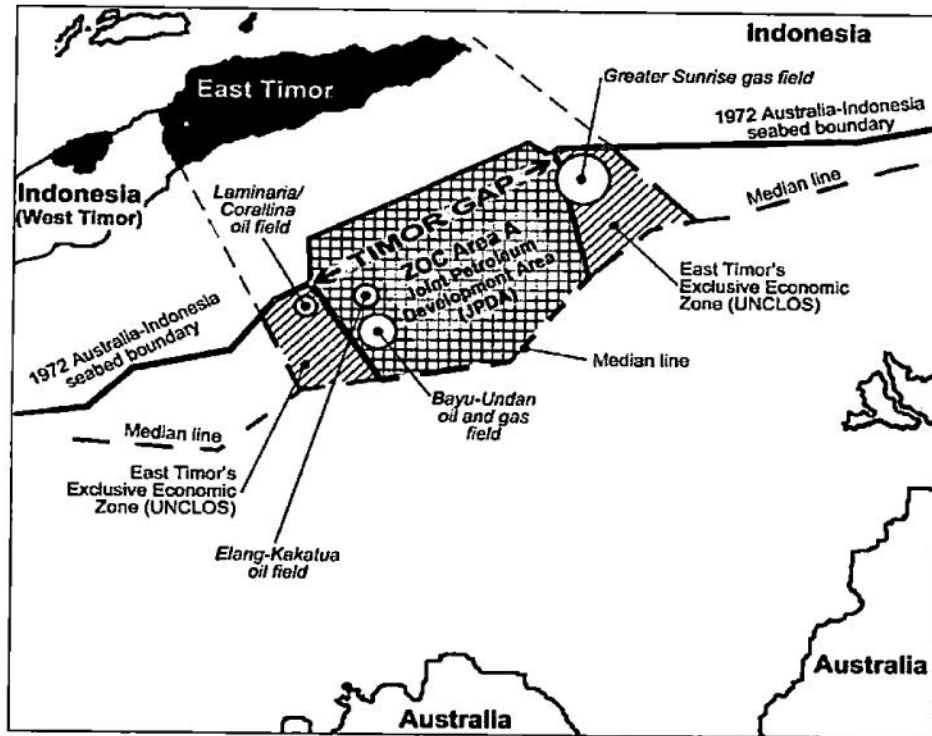 Indonesia
Greater Sunrise gas field
East Timor
1972 Australia-Indonesia
seabed boundary
Indonesia
(West Timor)
Laminaria/
Corallina
oil field
Median line
TIMOR GAP
ZOC Area A
Joint Petroleum
Development Area
(JPDA)
East Timor's
Exclusive Economic
Zone (UNCLOS)
1972 Australia-Indonesia
seabed boundary
Median line
Bayu-Undan
oil and gas
field
Median line
East Timor's
Exclusive Economic
Zone (UNCLOS)
Elang-Kakatua
oil field
Australia
Australia